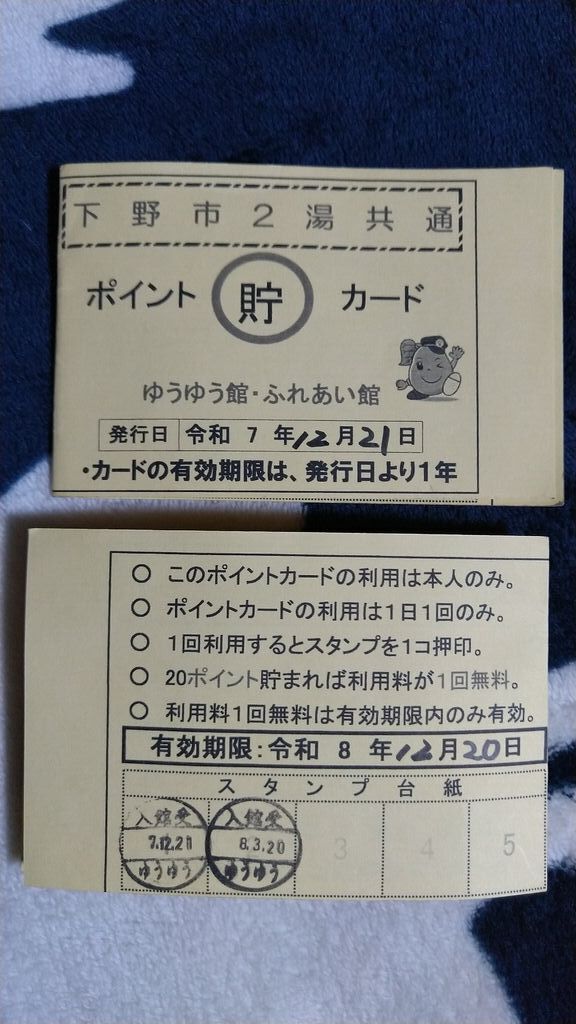 下野市2湯共通
ポイント 貯 カード
ゆうゆう館・ふれあい館
発行日 令和 7 年 12 月 21 日
・カードの有効期限は、発行日より1年
○ このポイントカードの利用は本人のみ。
○ ポイントカードの利用は1日1回のみ。
○ 1回利用するとスタンプを1コ押印。
○ 20ポイント貯まれば利用料が1回無料。
○ 利用料1回無料は有効期限内のみ有効。
有効期限:令和 8 年 12 月 20 日
スタンプ台紙
入館受 入館受
7.12.21 8.3.20 3 4 5
ゆうゆう ゆうゆう